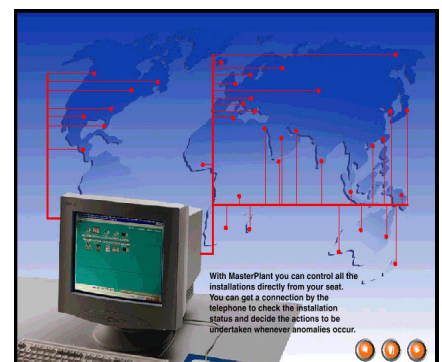 With MasterPlant you can control all the
installations directly from your seat.
You can get a connection by the
telephone to check the installation
status and decide the actions to be
undertaken whenever anomalies occur.